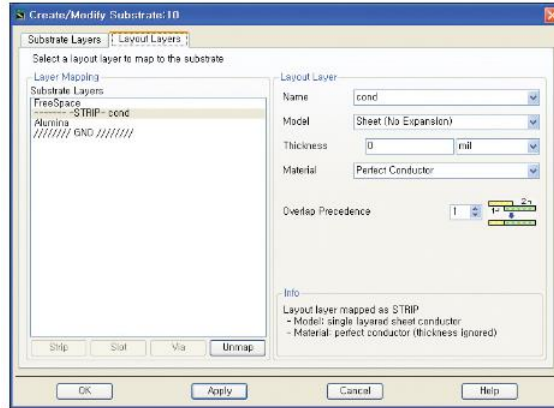 Create/Modify Substrate:10
Substrate Layers
Layout Layers
Select a layout layer to map to the substrate
Layer Mapping
Substrate Layers
FreeSpace
------- -STRIP- cond
Alumina
//////// GND ////////
Strip
Slot
Via
Unmap
Layout Layer
Name
cond
Model
Sheet (No Expansion)
Thickness
0
mil
Material
Perfect Conductor
Overlap Precedence
1
2
1
Info
Layout layer mapped as STRIP
- Model: single layered sheet conductor
- Material: perfect conductor (thickness ignored)
OK
Apply
Cancel
Help